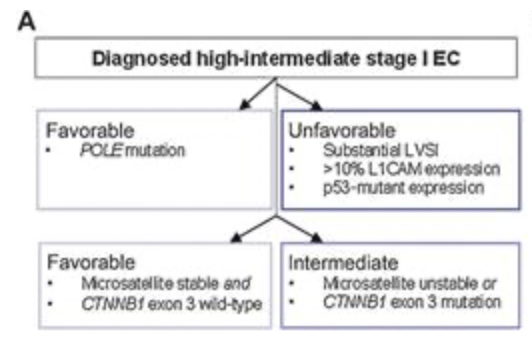 A
Diagnosed high-intermediate stage I EC
Favorable
• POLE mutation
Unfavorable
• Substantial LVSI
• >10% L1CAM expression
• p53-mutant expression
Favorable
• Microsatellite stable and
• CTNNB1 exon 3 wild-type
Intermediate
• Microsatellite unstable or
• CTNNB1 exon 3 mutation